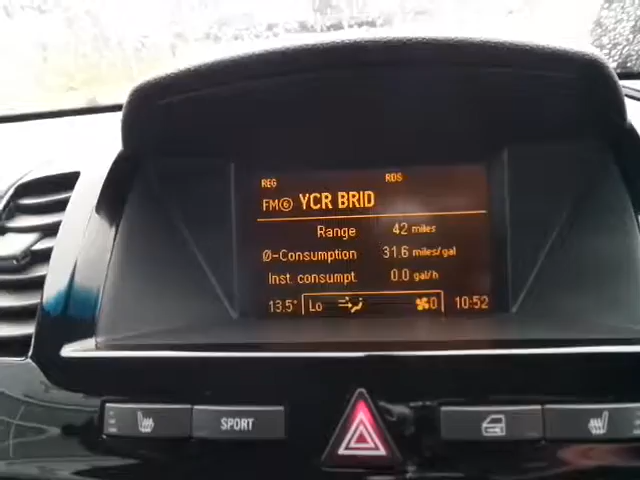 REG RDS
FM6 YCR BRID
Range 42 miles
Ø-Consumption 31.6 miles/gal
Inst. consumpt. 0.0 gal/h
13.5° Lo 0 10:52
SPORT